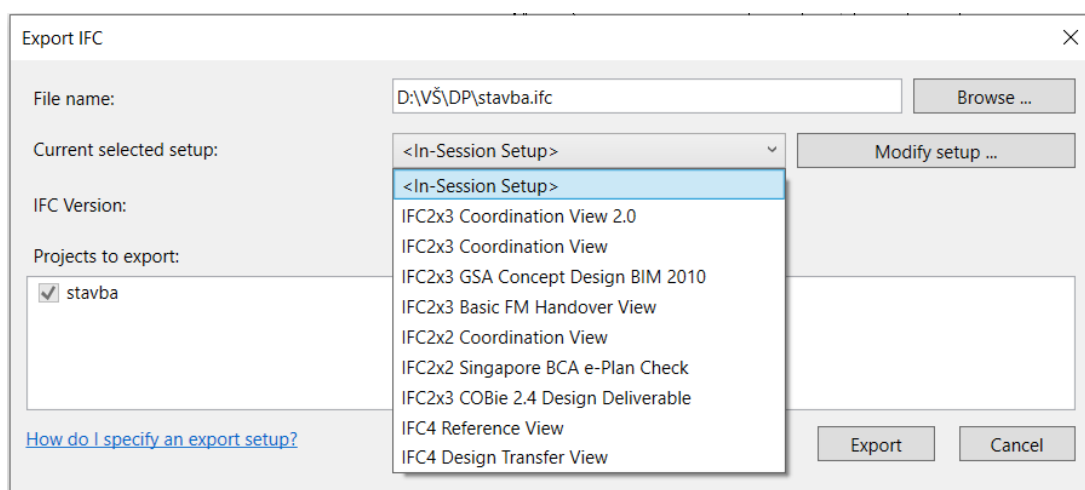 Export IFC
File name:
D:\VŠ\DP\stavba.ifc
Browse ...
Current selected setup:
<In-Session Setup>
Modify setup ...
<In-Session Setup>
IFC Version:
IFC2x3 Coordination View 2.0
IFC2x3 Coordination View
Projects to export:
IFC2x3 GSA Concept Design BIM 2010
stavba
IFC2x3 Basic FM Handover View
IFC2x2 Coordination View
IFC2x2 Singapore BCA e-Plan Check
IFC2x3 COBie 2.4 Design Deliverable
IFC4 Reference View
IFC4 Design Transfer View
How do I specify an export setup?
Export
Cancel